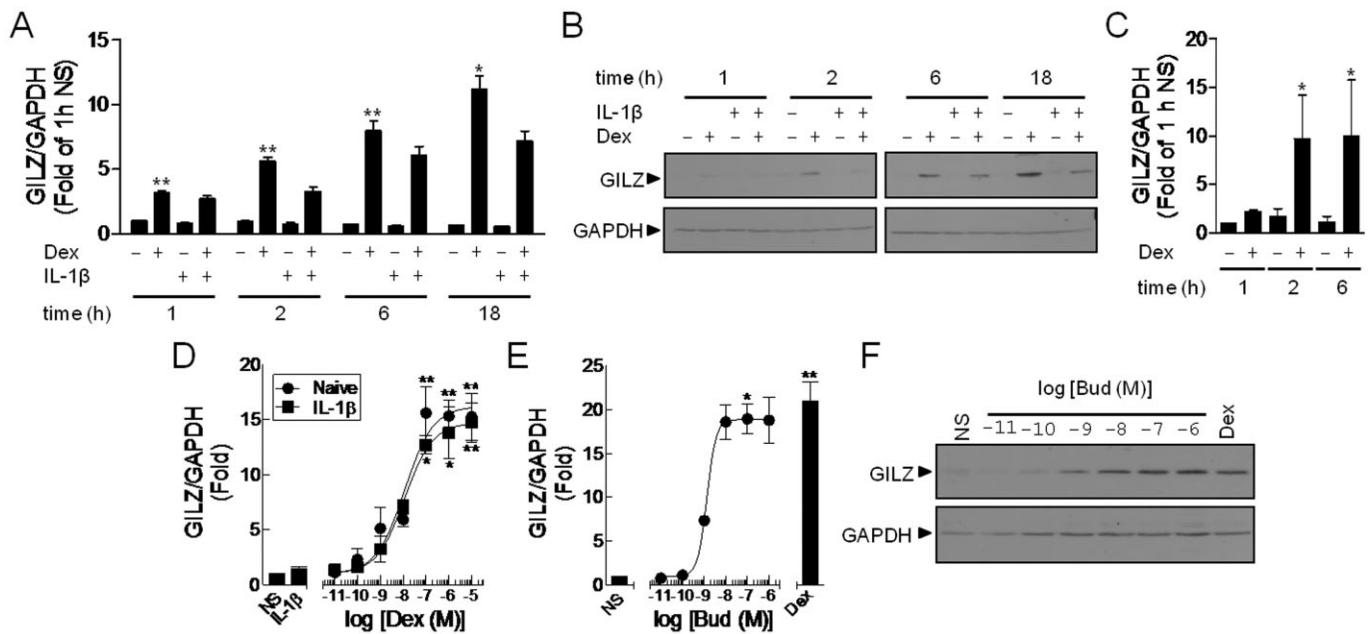 A
GILZ/GAPDH
(Fold of 1h NS)
15
10
5
0
** ** ** *
Dex – + – + – + – + – + – + – + – +
IL-1β + + + + + + + +
time (h) 1 2 6 18
B
time (h) 1 2 6 18
IL-1β – + + – + + – + + – + +
Dex – + – + – + – + – + – + – + – +
GILZ
GAPDH
C
GILZ/GAPDH
(Fold of 1 h NS)
20
15
10
5
0
* *
Dex – + – + – +
time (h) 1 2 6
D
GILZ/GAPDH
(Fold)
20
15
10
5
0
Naive
IL-1β
** ** **
* * **
NS
IL-1β
-11 -10 -9 -8 -7 -6 -5
log [Dex (M)]
E
GILZ/GAPDH
(Fold)
25
20
15
10
5
0
* **
NS
-11 -10 -9 -8 -7 -6
Dex
log [Bud (M)]
F
log [Bud (M)]
NS -11 -10 -9 -8 -7 -6 Dex
GILZ
GAPDH